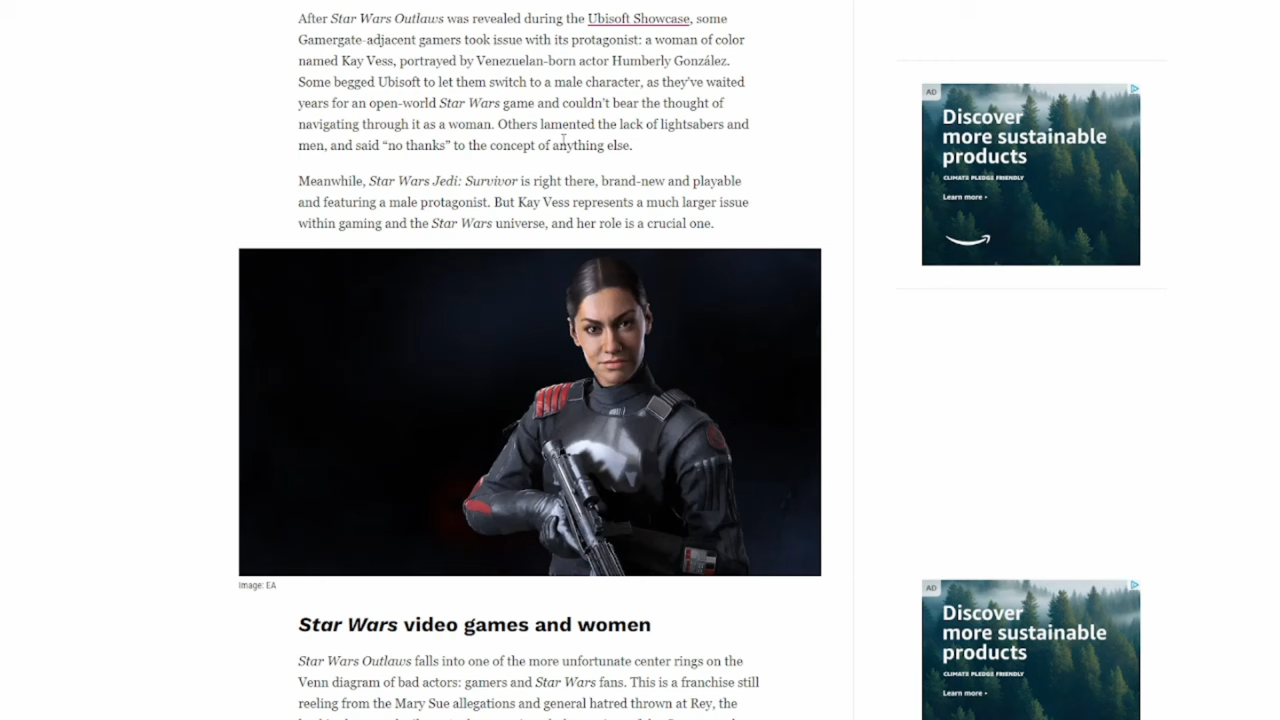 After Star Wars Outlaws was revealed during the Ubisoft Showcase, some
Gamergate-adjacent gamers took issue with its protagonist: a woman of color
named Kay Vess, portrayed by Venezuelan-born actor Humberly González.
Some begged Ubisoft to let them switch to a male character, as they’ve waited
years for an open-world Star Wars game and couldn’t bear the thought of
navigating through it as a woman. Others lamented the lack of lightsabers and
men, and said “no thanks” to the concept of anything else.
Meanwhile, Star Wars Jedi: Survivor is right there, brand-new and playable
and featuring a male protagonist. But Kay Vess represents a much larger issue
within gaming and the Star Wars universe, and her role is a crucial one.
Image: EA
Star Wars video games and women
Star Wars Outlaws falls into one of the more unfortunate center rings on the
Venn diagram of bad actors: gamers and Star Wars fans. This is a franchise still
reeling from the Mary Sue allegations and general hatred thrown at Rey, the
AD
Discover
more sustainable
products
CLIMATE PLEDGE FRIENDLY
Learn more ›
AD
Discover
more sustainable
products
CLIMATE PLEDGE FRIENDLY
Learn more ›